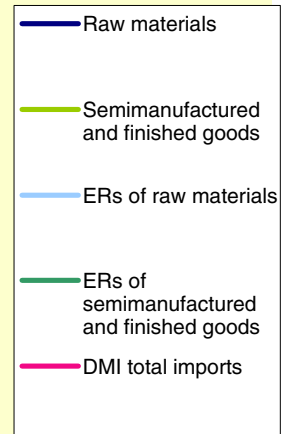 Raw materials
Semimanufactured
and finished goods
ERs of raw materials
ERs of
semimanufactured
and finished goods
DMI total imports